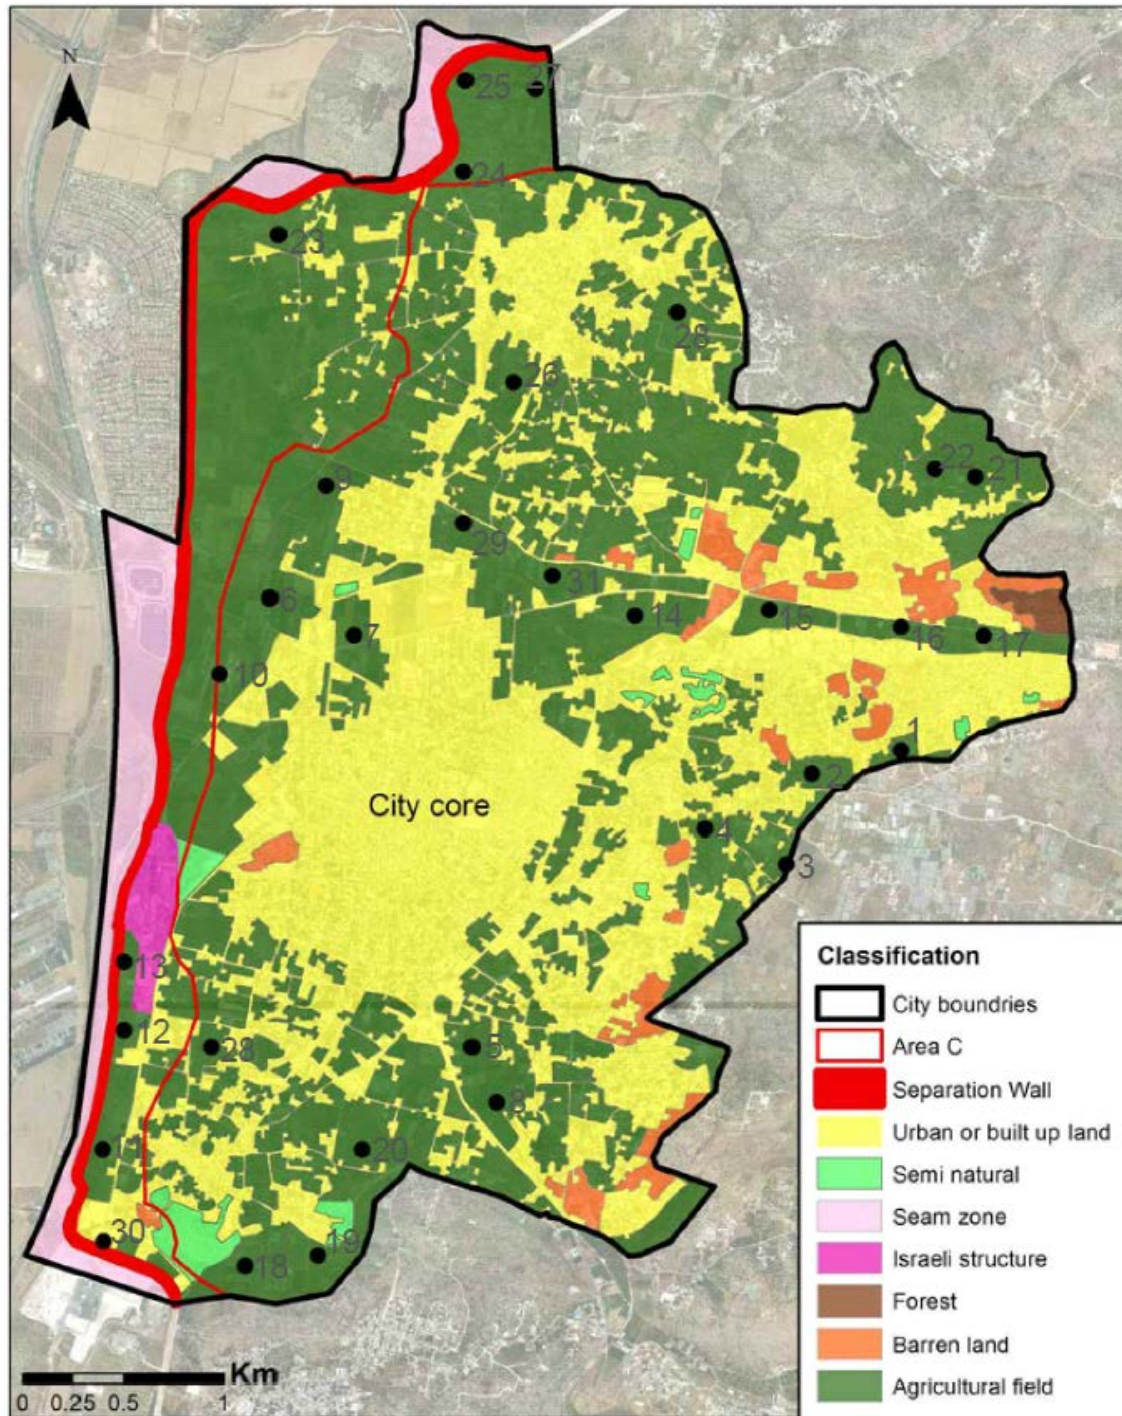 N
25
27
24
23
28
26
22
21
9
29
31
6
14
15
16
17
7
10
1
2
City core
4
3
13
12
28
5
8
11
20
30
19
18
Classification
City boundries
Area C
Separation Wall
Urban or built up land
Semi natural
Seam zone
Israeli structure
Forest
Barren land
Agricultural field
Km
0 0.25 0.5 1